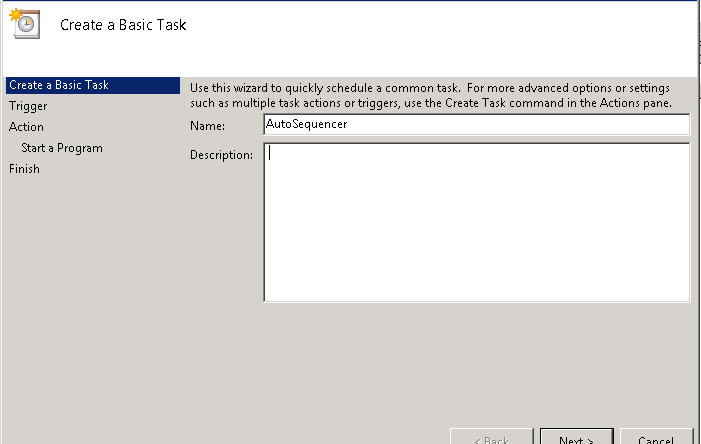 Create a Basic Task
Create a Basic Task
Use this wizard to quickly schedule a common task. For more advanced options or settings
such as multiple task actions or triggers, use the Create Task command in the Actions pane.
Trigger
Name:
AutoSequencer
Action
Start a Program
Description:
Finish
< Back
Next >
Cancel